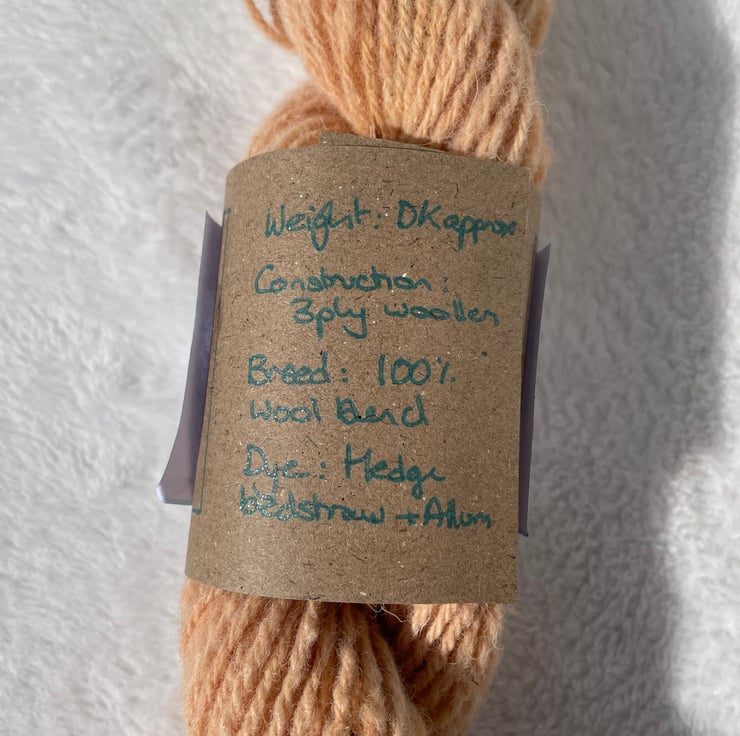 Weight: DK approx
Construction:
3ply woollen
Breed: 100%
Wool Blend
Dye: Hedge
bedstraw + Alum